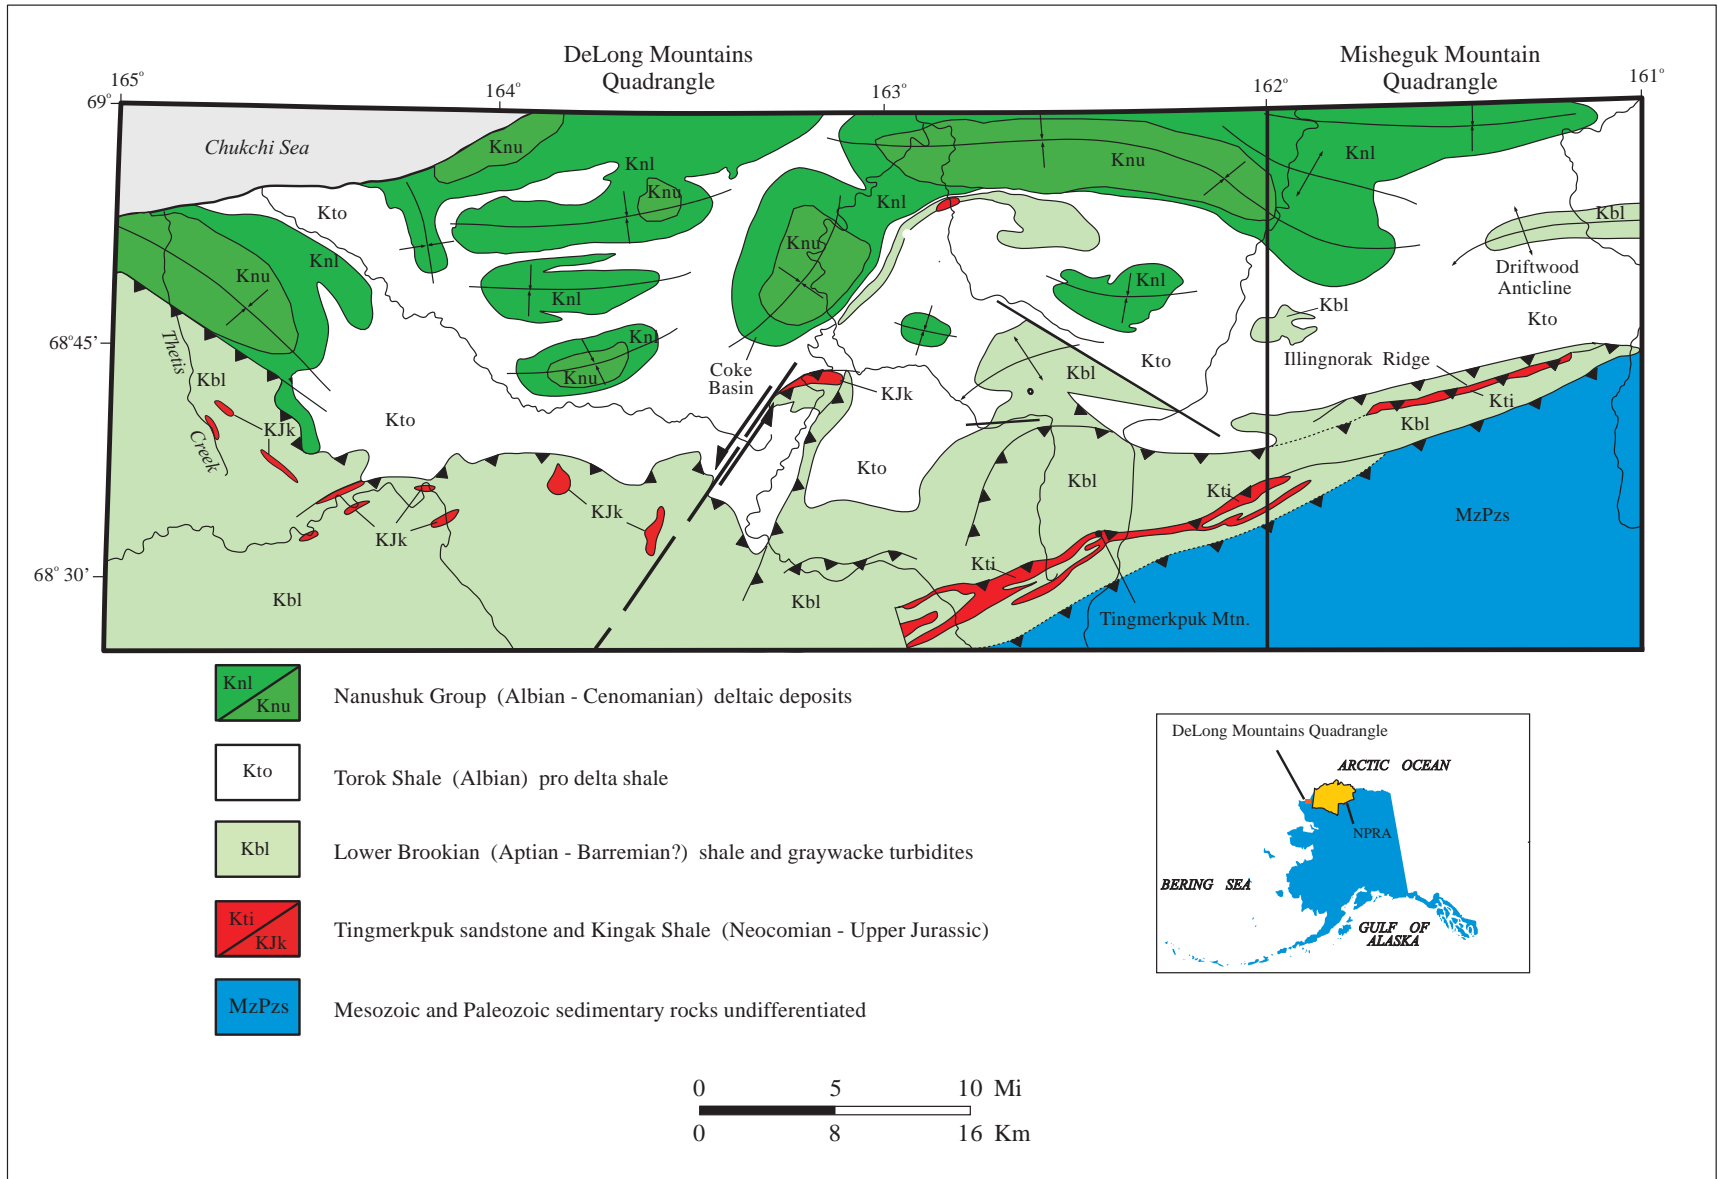 DeLong Mountains
Quadrangle
Misheguk Mountain
Quadrangle
165°
164°
163°
162°
161°
69°
68°45'
68°30'
Chukchi Sea
Knu
Knl
Knu
Knl
Knu
Knl
Kto
Knl
Knu
Knu
Knl
Knl
Kbl
Driftwood
Anticline
Kbl
Kto
Knl
Knu
Thetis
Creek
Kbl
KJk
Kto
Coke
Basin
KJk
Kto
Kbl
Illingnorak Ridge
Kti
Kbl
Kto
Kbl
Kti
MzPzs
KJk
KJk
Kti
Kbl
Kbl
Tingmerkpuk Mtn.
Knl
Knu
Nanushuk Group (Albian - Cenomanian) deltaic deposits
Kto
Torok Shale (Albian) pro delta shale
Kbl
Lower Brookian (Aptian - Barremian?) shale and graywacke turbidites
Kti
KJk
Tingmerkpuk sandstone and Kingak Shale (Neocomian - Upper Jurassic)
MzPzs
Mesozoic and Paleozoic sedimentary rocks undifferentiated
DeLong Mountains Quadrangle
ARCTIC OCEAN
NPRA
BERING SEA
GULF OF
ALASKA
0 5 10 Mi
0 8 16 Km